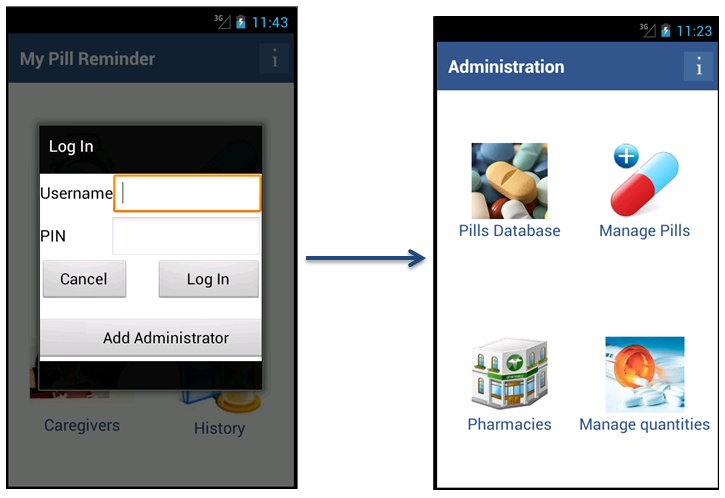 3G 11:43
My Pill Reminder i
Log In
Username
PIN
Cancel Log In
Add Administrator
Caregivers History
3G 11:23
Administration i
Pills Database Manage Pills
Pharmacies Manage quantities